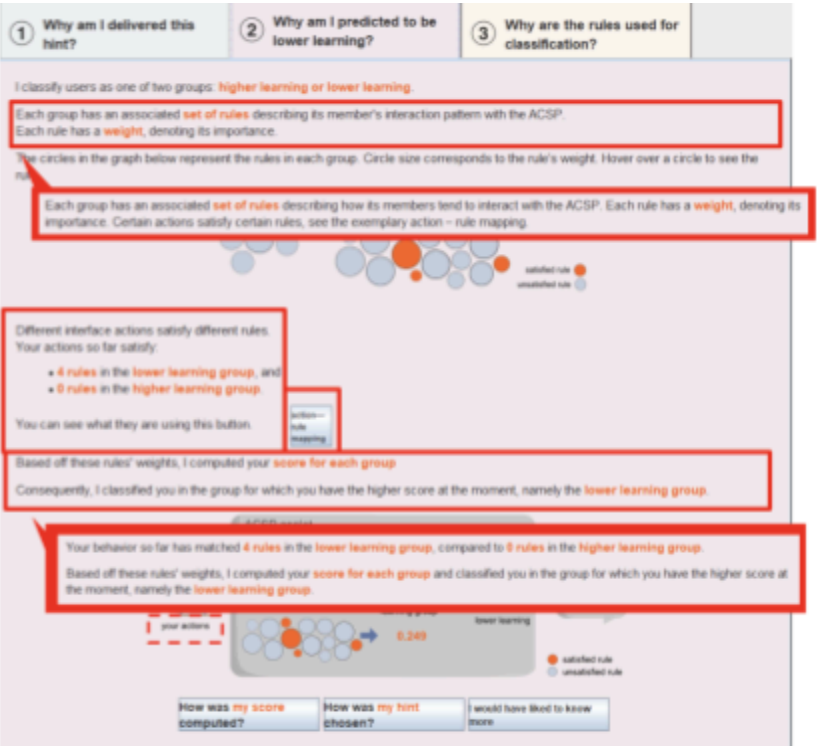 1 Why am I delivered this
hint?
2 Why am I predicted to be
lower learning?
3 Why are the rules used for
classification?
I classify users as one of two groups: higher learning or lower learning.
Each group has an associated set of rules describing its member's interaction pattern with the ACSP.
Each rule has a weight, denoting its importance.
The circles in the graph below represent the rules in each group. Circle size corresponds to the rule's weight. Hover over a circle to see the
Each group has an associated set of rules describing how its members tend to interact with the ACSP. Each rule has a weight, denoting its
importance. Certain actions satisfy certain rules, see the exemplary action – rule mapping.
satisfied rule
unsatisfied rule
Different interface actions satisfy different rules.
Your actions so far satisfy:
• 4 rules in the lower learning group, and
• 0 rules in the higher learning group.
You can see what they are using this button.
action—
rule
mapping
Based off these rules' weights, I computed your score for each group
Consequently, I classified you in the group for which you have the higher score at the moment, namely the lower learning group.
Your behavior so far has matched 4 rules in the lower learning group, compared to 0 rules in the higher learning group.
Based off these rules' weights, I computed your score for each group and classified you in the group for which you have the higher score at
the moment, namely the lower learning group.
your actions
0.249
lower learning
satisfied rule
unsatisfied rule
How was my score
computed?
How was my hint
chosen?
I would have liked to know
more